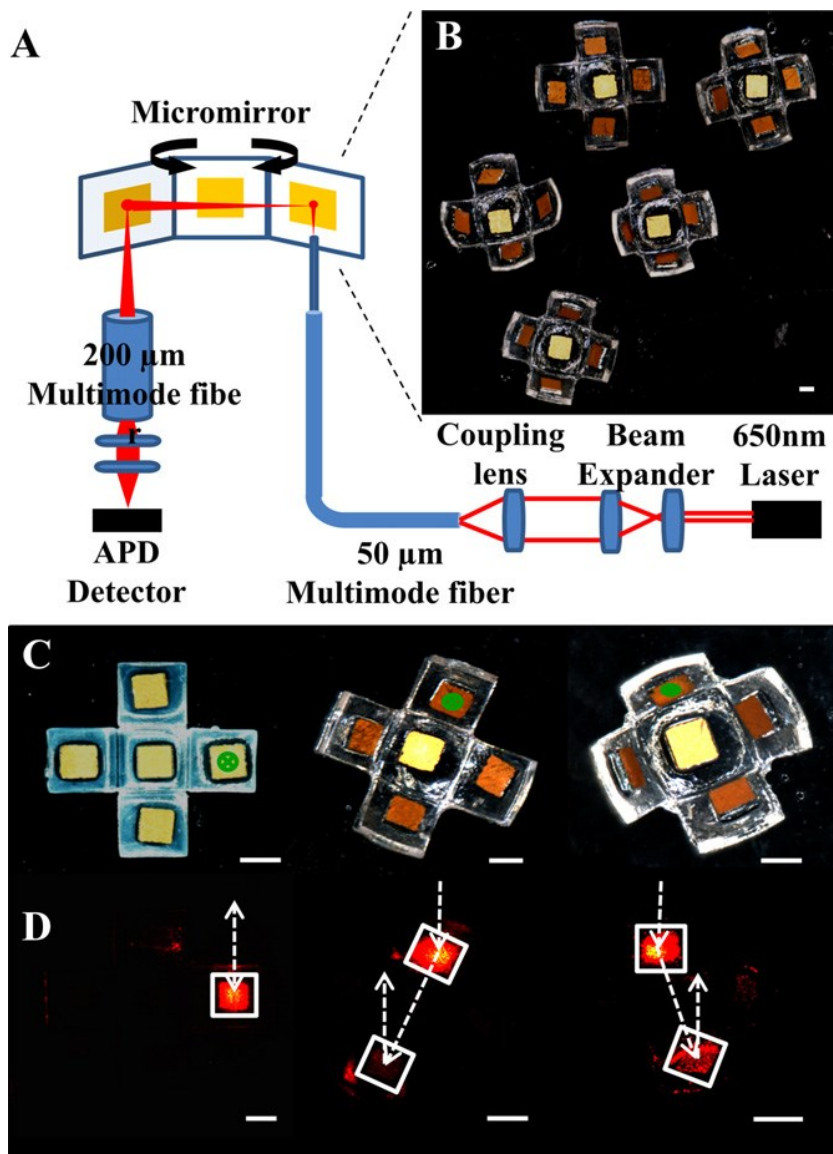 A
B
Micromirror
200 µm
Multimode fibe
r
APD
Detector
Coupling
lens
Beam
Expander
650nm
Laser
50 µm
Multimode fiber
C
D